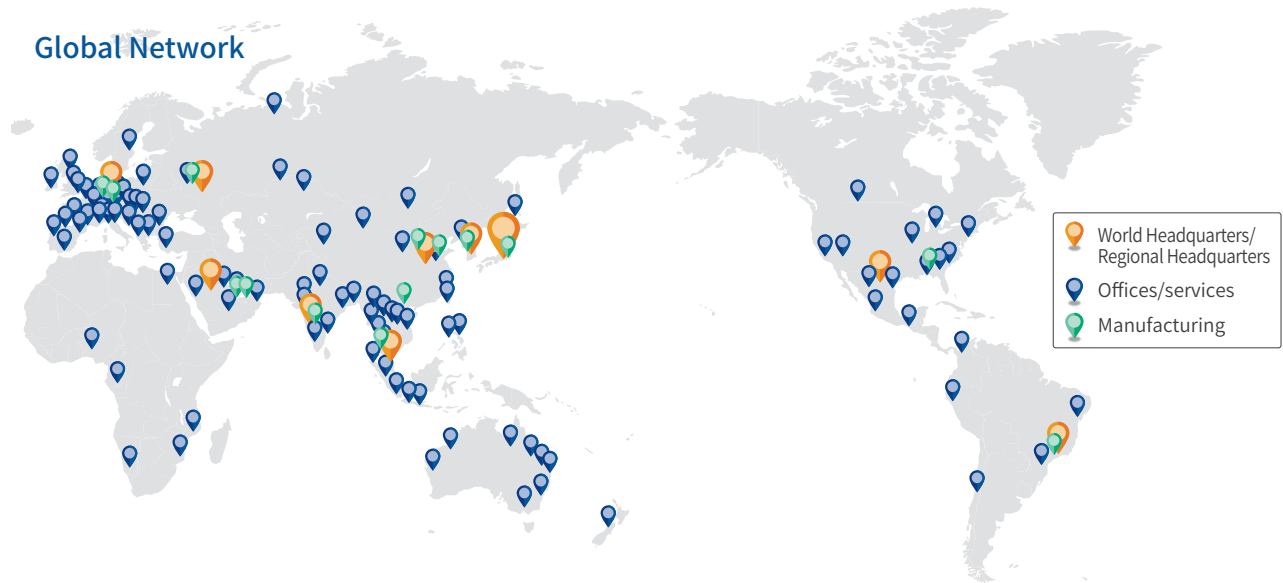 Global Network
World Headquarters/
Regional Headquarters
Offices/services
Manufacturing